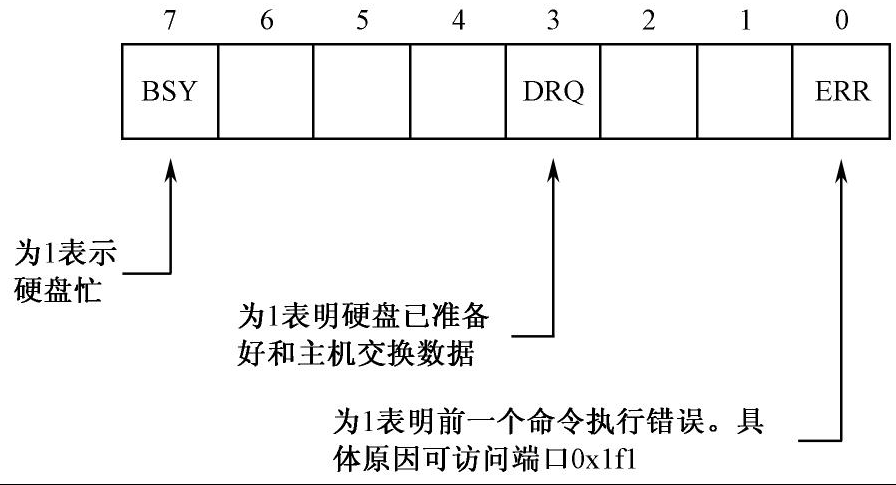 7 6 5 4 3 2 1 0
BSY DRQ ERR
为1表示
硬盘忙
为1表明硬盘已准备
好和主机交换数据
为1表明前一个命令执行错误。具
体原因可访问端口0x1f1